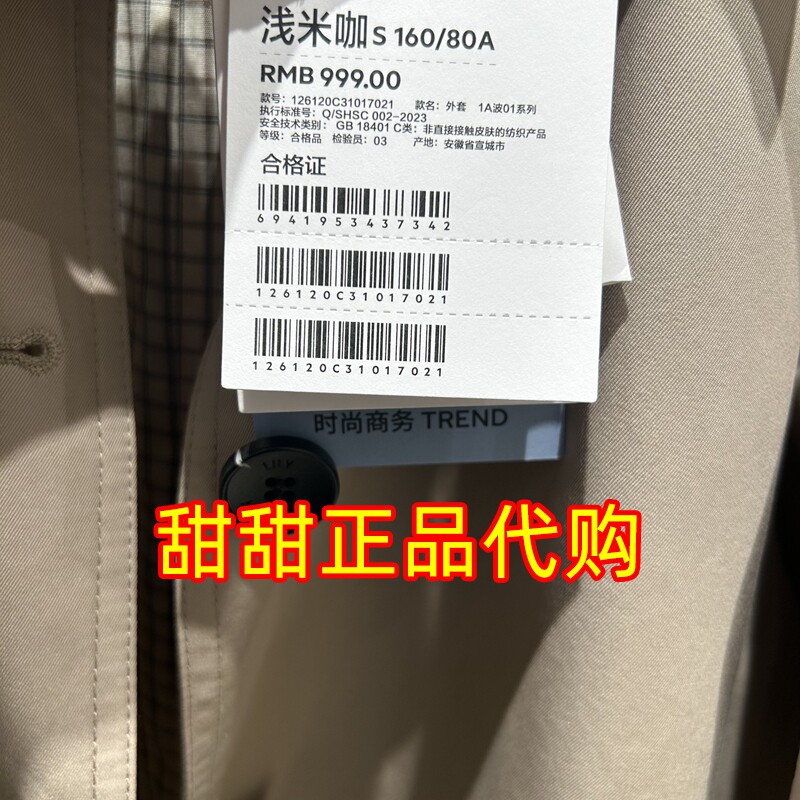 浅米咖 S 160/80A
RMB 999.00
款号：126120C31017021 款名：外套 1A波01系列
执行标准号：Q/SHSC 002-2023
安全技术类别： GB 18401 C类：非直接接触皮肤的纺织产品
等级：合格品 检验员：03 产地：安徽省宣城市
合格证
6941953437342
126120C31017021
126120C31017021
时尚商务 TREND
LILY
甜甜正品代购